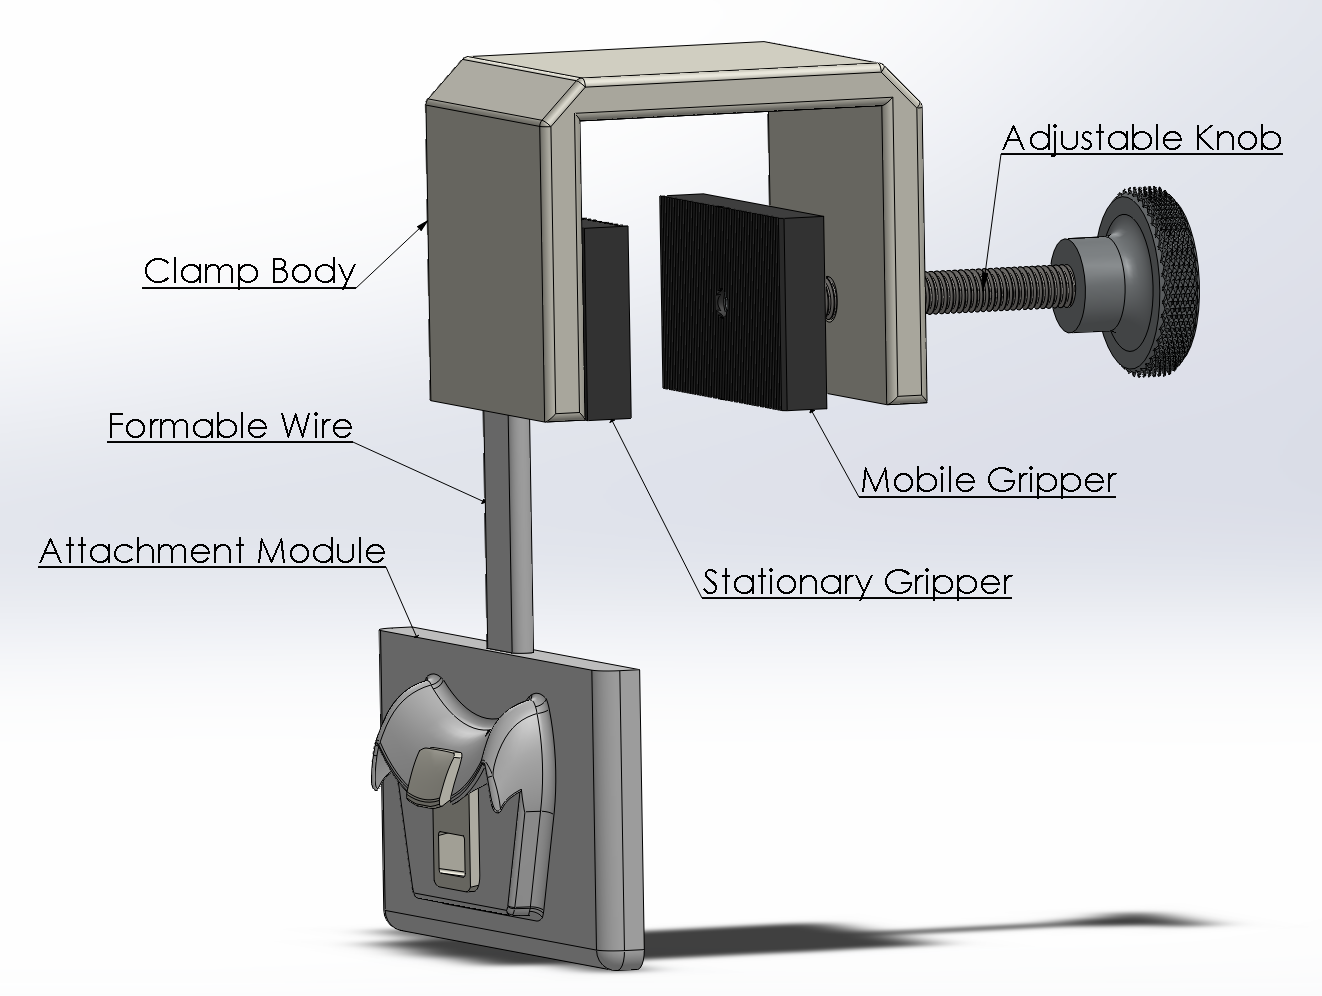 Adjustable Knob
Clamp Body
Formable Wire
Mobile Gripper
Attachment Module
Stationary Gripper